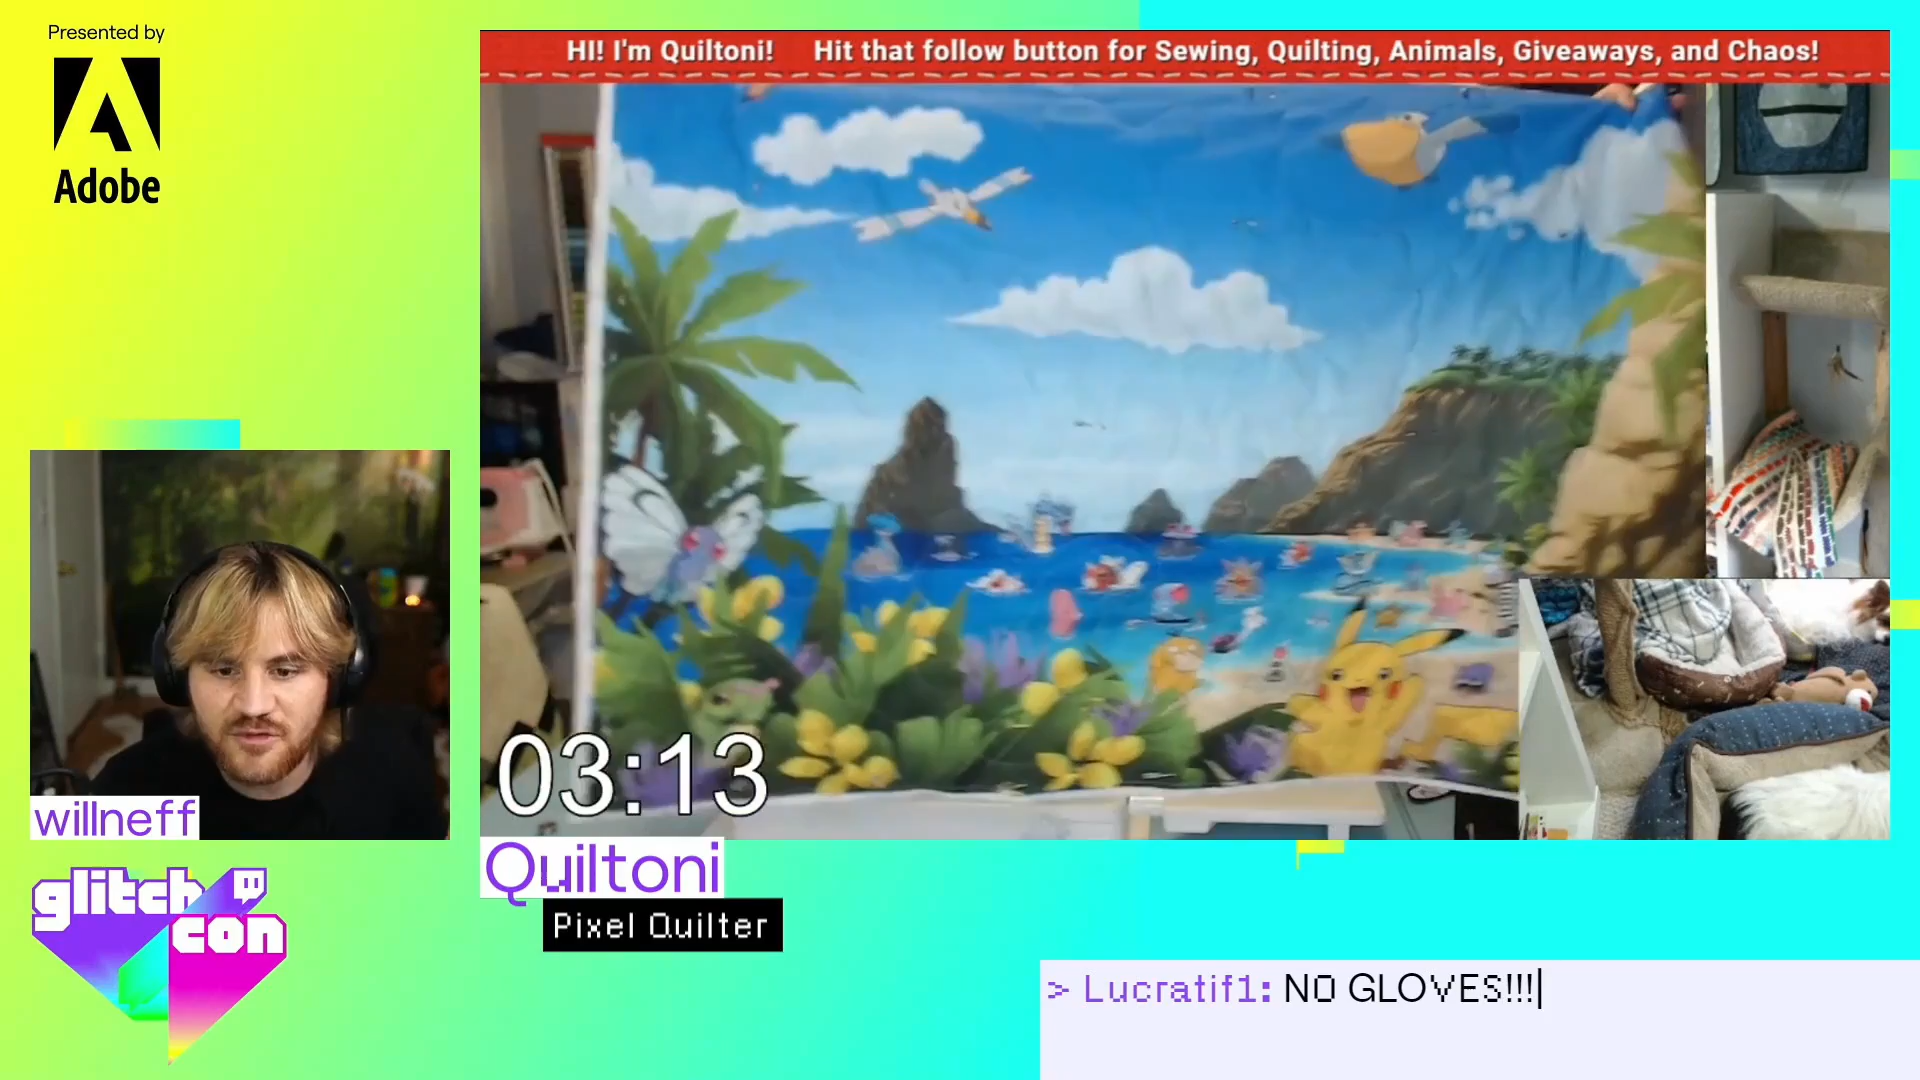 Presented by
Adobe
HI! I'm Quiltoni! Hit that follow button for Sewing, Quilting, Animals, Giveaways, and Chaos!
03:13
willneff
Quiltoni
Pixel Quilter
glitch
con
> Lucratif1: NO GLOVES!!!